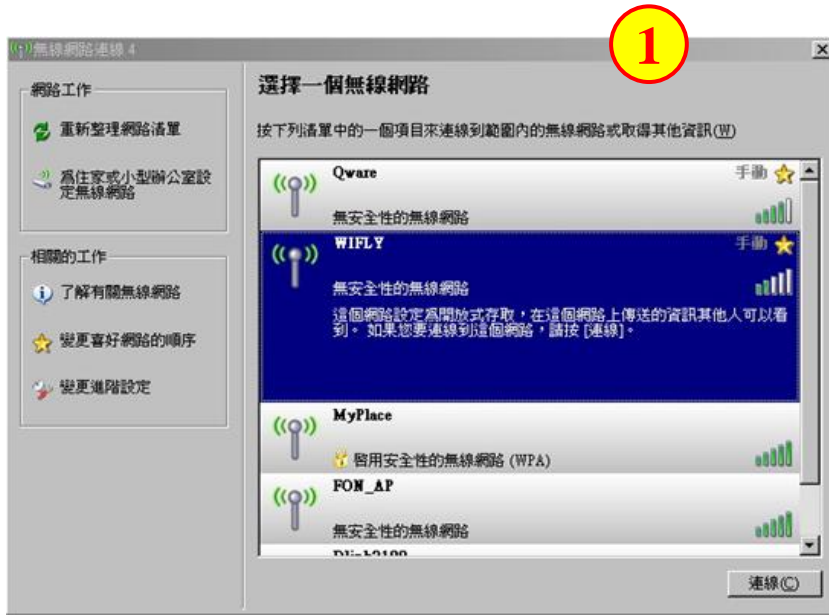 無線網路連線 4
1
網路工作
重新整理網路清單
為住家或小型辦公室設
定無線網路
相關的工作
了解有關無線網路
變更喜好網路的順序
變更進階設定
選擇一個無線網路
按下列清單中的一個項目來連線到範圍內的無線網路或取得其他資訊(W)
Qware 手動
無安全性的無線網路
WIFLY 手動
無安全性的無線網路
這個網路設定為開放式存取，在這個網路上傳送的資訊其他人可以看
到。 如果您要連線到這個網路，請按 [連線]。
MyPlace
啟用安全性的無線網路 (WPA)
FON_AP
無安全性的無線網路
連線(C)